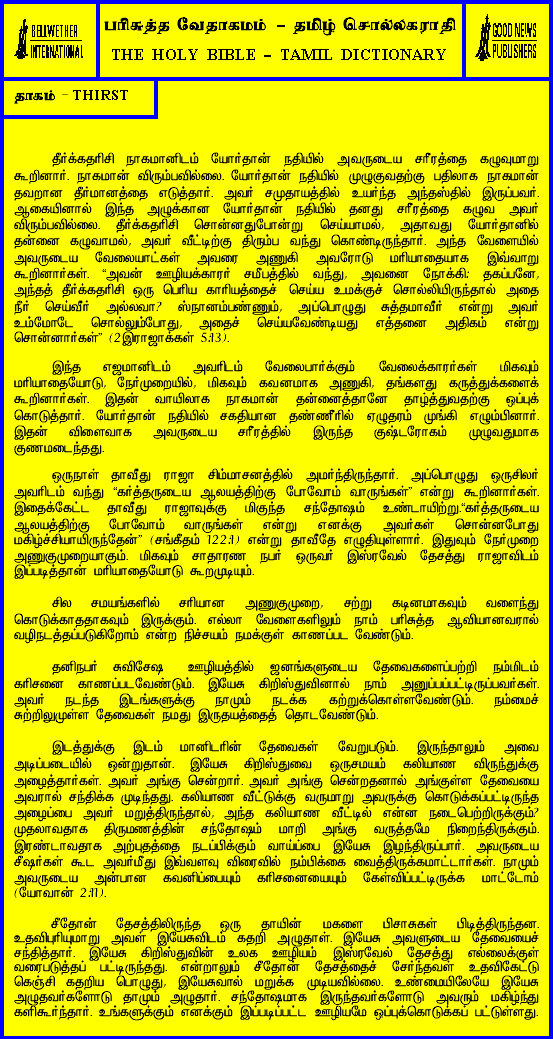 BELLWETHER
INTERNATIONAL
பரிசுத்த வேதாகமம் – தமிழ் சொல்லகராதி
THE HOLY BIBLE – TAMIL DICTIONARY
GOOD NEWS
PUBLISHERS
தாகம் – THIRST
தீர்க்கதரிசி நாகமானிடம் யோர்தான் நதியில் அவருடைய சரீரத்தை கழுவுமாறு
கூறினார். நாகமான் விரும்பவில்லை. யோர்தான் நதியில் முழுகுவதற்கு பதிலாக நாகமான்
தவறான தீர்மானத்தை எடுத்தார். அவர் சமுதாயத்தில் உயர்ந்த அந்தஸ்தில் இருப்பவர்.
ஆகையினால் இந்த அழுக்கான யோர்தான் நதியில் தனது சரீரத்தை கழுவ அவர்
விரும்பவில்லை. தீர்க்கதரிசி சொன்னதுபோன்று செய்யாமல், அதாவது யோர்தானில்
தன்னை கழுவாமல், அவர் வீட்டிற்கு திரும்ப வந்து கொண்டிருந்தார். அந்த வேளையில்
அவருடைய வேலையாட்கள் அவரை அணுகி அவரோடு மரியாதையாக இவ்வாறு
கூறினார்கள். “அவன் ஊழியக்காரர் சமீபத்தில் வந்து, அவனை நோக்கி; தகப்பனே,
அந்தத் தீர்க்கதரிசி ஒரு பெரிய காரியத்தைச் செய்ய உமக்குச் சொல்லியிருந்தால் அதை
நீர் செய்வீர் அல்லவா? ஸ்நானம்பண்ணும், அப்பொழுது சுத்தமாவீர் என்று அவர்
உம்மோடே சொல்லும்போது, அதைச் செய்யவேண்டியது எத்தனை அதிகம் என்று
சொன்னார்கள்” (2இராஜாக்கள் 5:13).
இந்த எஜமானிடம் அவரிடம் வேலைபார்க்கும் வேலைக்காரர்கள் மிகவும்
மரியாதையோடு, நேர்முறையில், மிகவும் கவனமாக அணுகி, தங்களது கருத்துக்களைக்
கூறினார்கள். இதன் வாயிலாக நாகமான் தன்னைத்தானே தாழ்த்துவதற்கு ஒப்புக்
கொடுத்தார். யோர்தான் நதியில் சகதியான தண்ணீரில் ஏழுதரம் முங்கி எழும்பினார்.
இதன் விளைவாக அவருடைய சரீரத்தில் இருந்த குஷ்டரோகம் முழுவதுமாக
குணமடைந்தது.
ஒருநாள் தாவீது ராஜா சிம்மாசனத்தில் அமர்ந்திருந்தார். அப்பொழுது ஒருசிலர்
அவரிடம் வந்து “கர்த்தருடைய ஆலயத்திற்கு போவோம் வாருங்கள்” என்று கூறினார்கள்.
இதைக்கேட்ட தாவீது ராஜாவுக்கு மிகுந்த சந்தோஷம் உண்டாயிற்று.“கர்த்தருடைய
ஆலயத்திற்கு போவோம் வாருங்கள் என்று எனக்கு அவர்கள் சொன்னபோது
மகிழ்ச்சியாயிருந்தேன்” (சங்கீதம் 122:1) என்று தாவீதே எழுதியுள்ளார். இதுவும் நேர்முறை
அணுகுமுறையாகும். மிகவும் சாதாரண நபர் ஒருவர் இஸ்ரவேல் தேசத்து ராஜாவிடம்
இப்படித்தான் மரியாதையோடு கூறமுடியும்.
சில சமயங்களில் சரியான அணுகுமுறை, சற்று கடினமாகவும் வளைந்து
கொடுக்காததாகவும் இருக்கும். எல்லா வேளைகளிலும் நாம் பரிசுத்த ஆவியானவரால்
வழிநடத்தப்படுகிறோம் என்ற நிச்சயம் நமக்குள் காணப்பட வேண்டும்.
தனிநபர் சுவிசேஷ ஊழியத்தில் ஜனங்களுடைய தேவைகளைப்பற்றி நம்மிடம்
கரிசனை காணப்படவேண்டும். இயேசு கிறிஸ்துவினால் நாம் அனுப்பப்பட்டிருப்பவர்கள்.
அவர் நடந்த இடங்களுக்கு நாமும் நடக்க கற்றுக்கொள்ளவேண்டும். நம்மைச்
சுற்றிலுமுள்ள தேவைகள் நமது இருதயத்தைத் தொடவேண்டும்.
இடத்துக்கு இடம் மானிடரின் தேவைகள் வேறுபடும். இருந்தாலும் அவை
அடிப்படையில் ஒன்றுதான். இயேசு கிறிஸ்துவை ஒருசமயம் கலியாண விருந்துக்கு
அழைத்தார்கள். அவர் அங்கு சென்றார். அவர் அங்கு சென்றதனால் அங்குள்ள தேவையை
அவரால் சந்திக்க முடிந்தது. கலியாண வீட்டுக்கு வருமாறு அவருக்கு கொடுக்கப்பட்டிருந்த
அழைப்பை அவர் மறுத்திருந்தால், அந்த கலியாண வீட்டில் என்ன நடைபெற்றிருக்கும்?
முதலாவதாக திருமணத்தின் சந்தோஷம் மாறி அங்கு வருத்தமே நிறைந்திருக்கும்.
இரண்டாவதாக அற்புதத்தை நடப்பிக்கும் வாய்ப்பை இயேசு இழந்திருப்பார். அவருடைய
சீஷர்கள் கூட அவர்மீது இவ்வளவு விரைவில் நம்பிக்கை வைத்திருக்கமாட்டார்கள். நாமும்
அவருடைய அன்பான கவனிப்பையும் கரிசனையையும் கேள்விப்பட்டிருக்க மாட்டோம்
(யோவான் 2:11).
சீதோன் தேசத்திலிருந்த ஒரு தாயின் மகளை பிசாசுகள் பிடித்திருந்தன.
உதவிபுரியுமாறு அவள் இயேசுவிடம் கதறி அழுதாள். இயேசு அவளுடைய தேவையைச்
சந்தித்தார். இயேசு கிறிஸ்துவின் உலக ஊழியம் இஸ்ரவேல் தேசத்து எல்லைக்குள்
வரைபடுத்தப் பட்டிருந்தது. என்றாலும் சீதோன் தேசத்தைச் சேர்ந்தவள் உதவிகேட்டு
கெஞ்சி கதறிய பொழுது, இயேசுவால் மறுக்க முடியவில்லை. உண்மையிலேயே இயேசு
அழுதவர்களோடு தாமும் அழுதார். சந்தோஷமாக இருந்தவர்களோடு அவரும் மகிழ்ந்து
களிகூர்ந்தார். உங்களுக்கும் எனக்கும் இப்படிப்பட்ட ஊழியமே ஒப்புக்கொடுக்கப் பட்டுள்ளது.